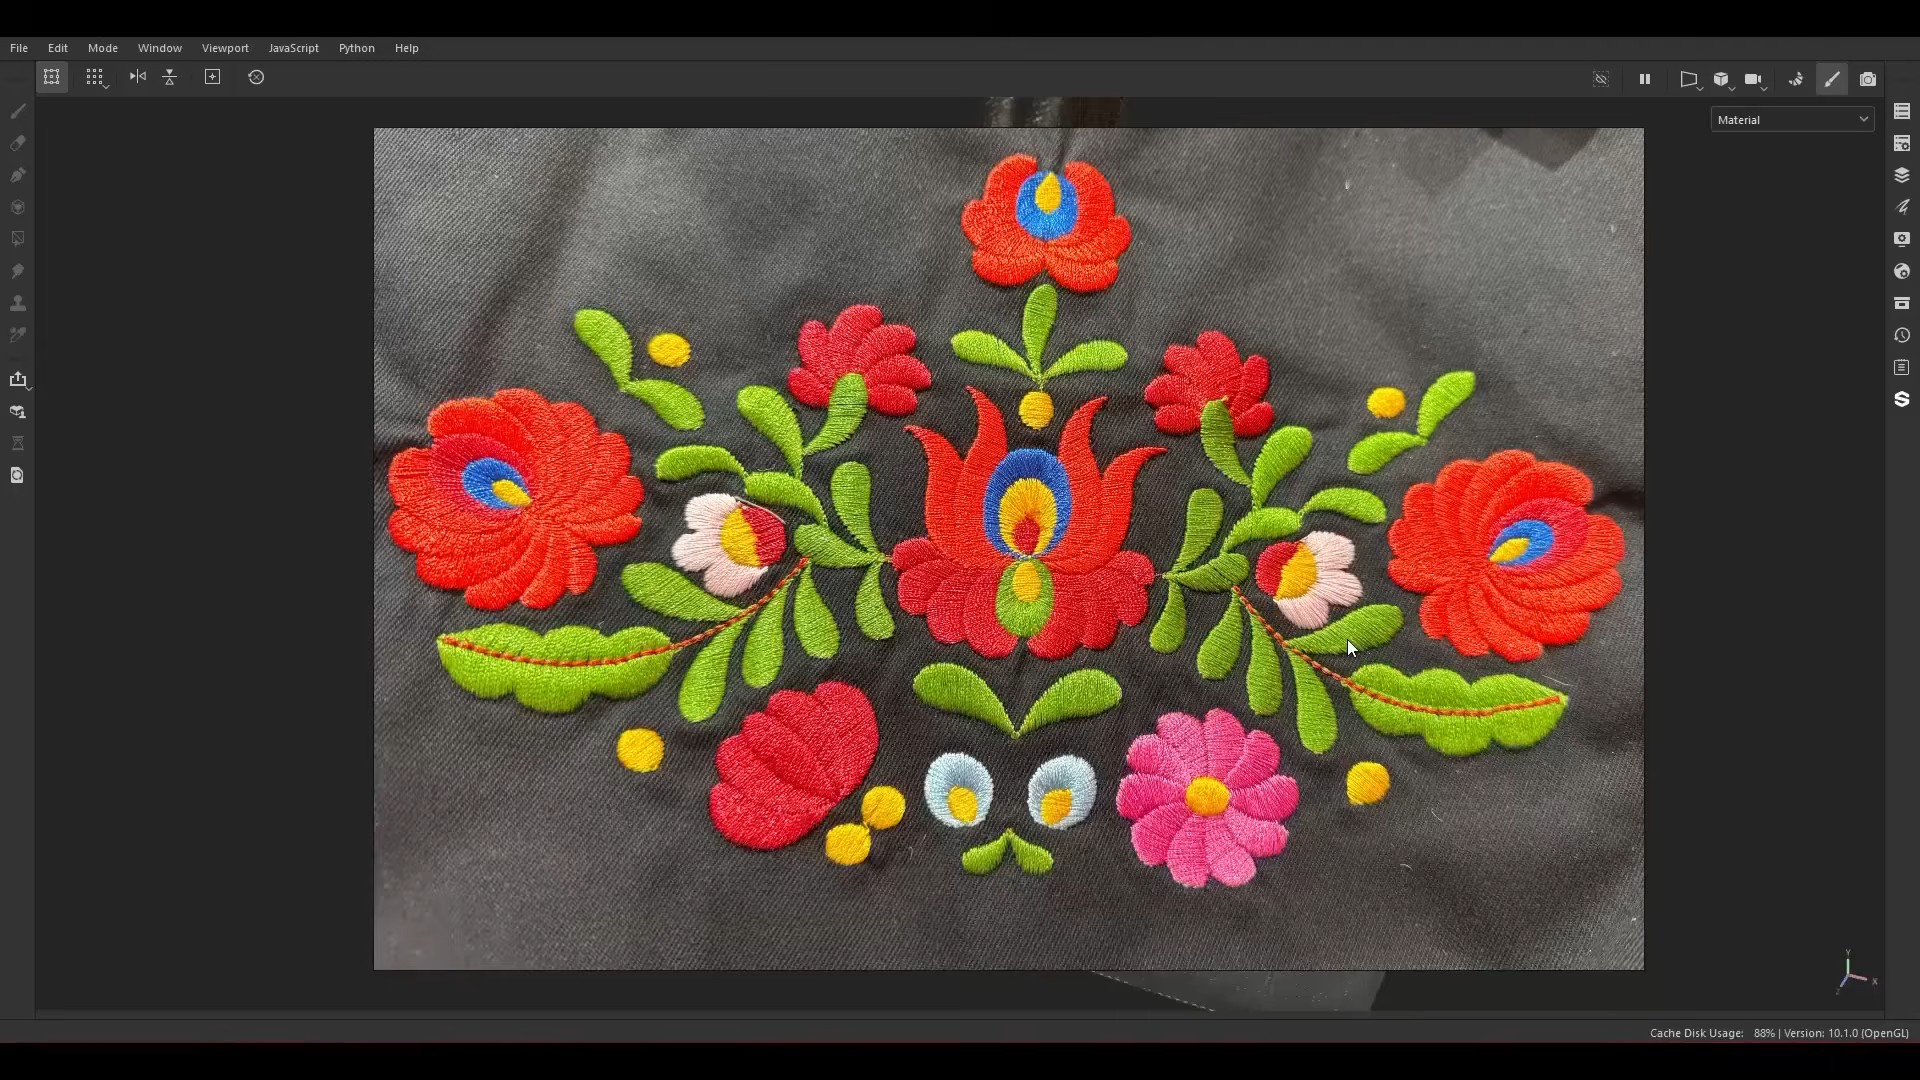 File Edit Mode Window Viewport JavaScript Python Help
Material
Y
X
Cache Disk Usage: 88% | Version: 10.1.0 (OpenGL)